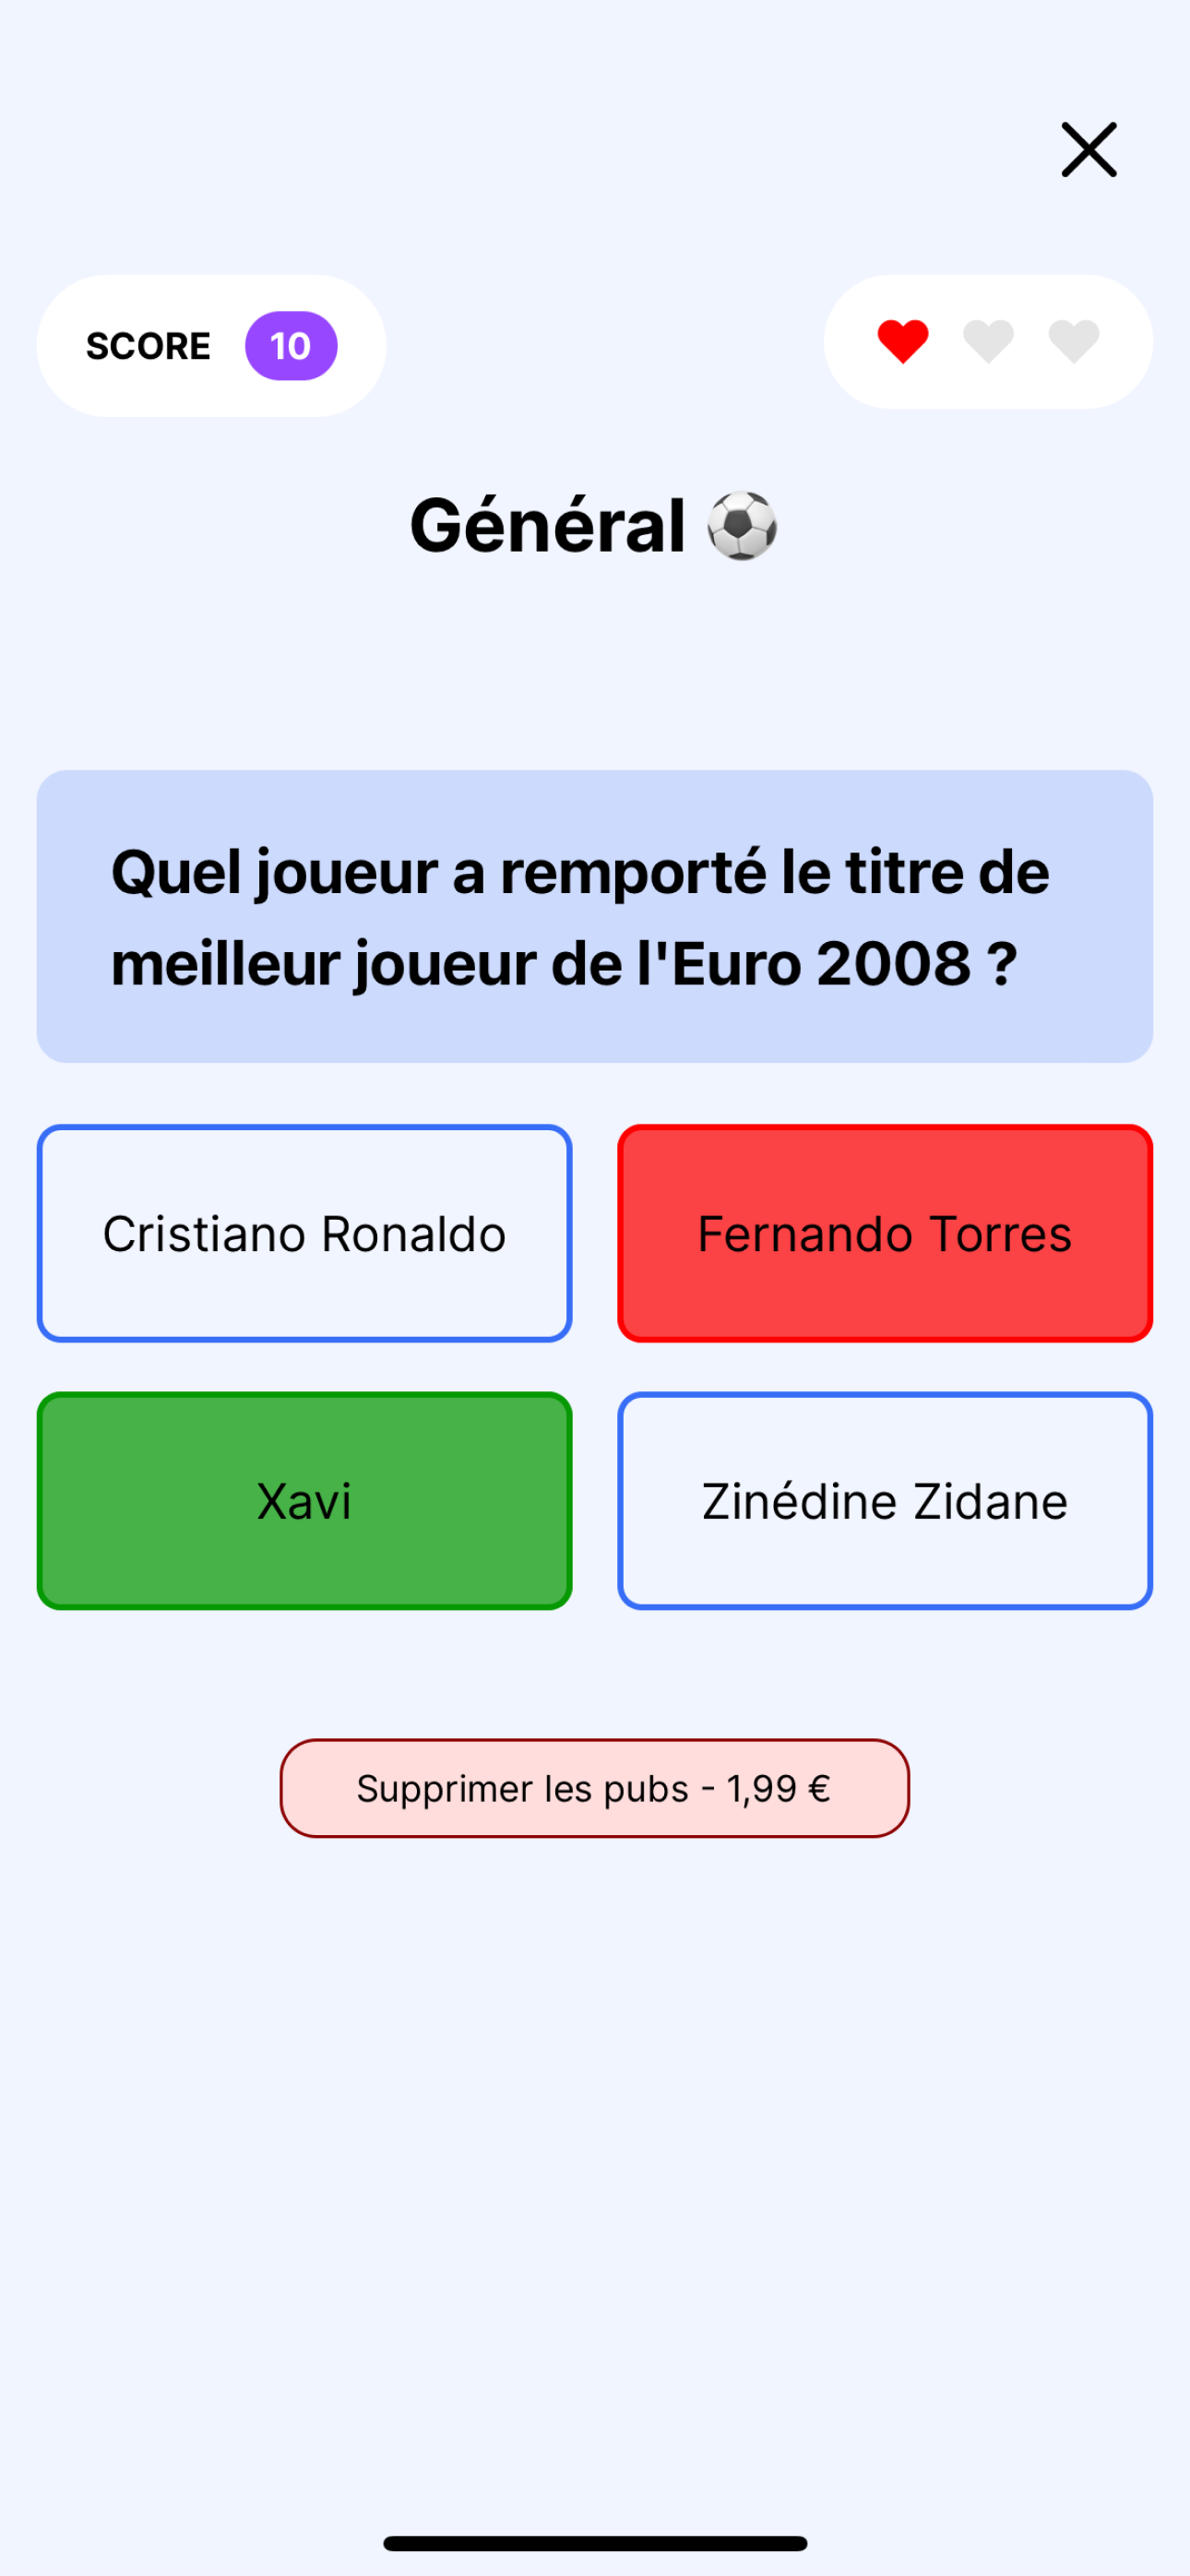 SCORE 10
Général ⚽
Quel joueur a remporté le titre de
meilleur joueur de l'Euro 2008 ?
Cristiano Ronaldo
Fernando Torres
Xavi
Zinédine Zidane
Supprimer les pubs - 1,99 €